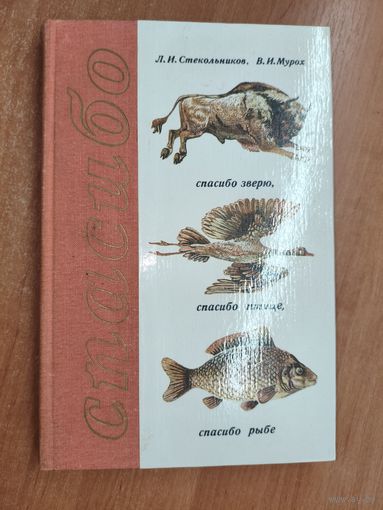 спасибо
Л. И. Стекольников, В. И. Мурох
спасибо зверю,
спасибо птице,
спасибо рыбе